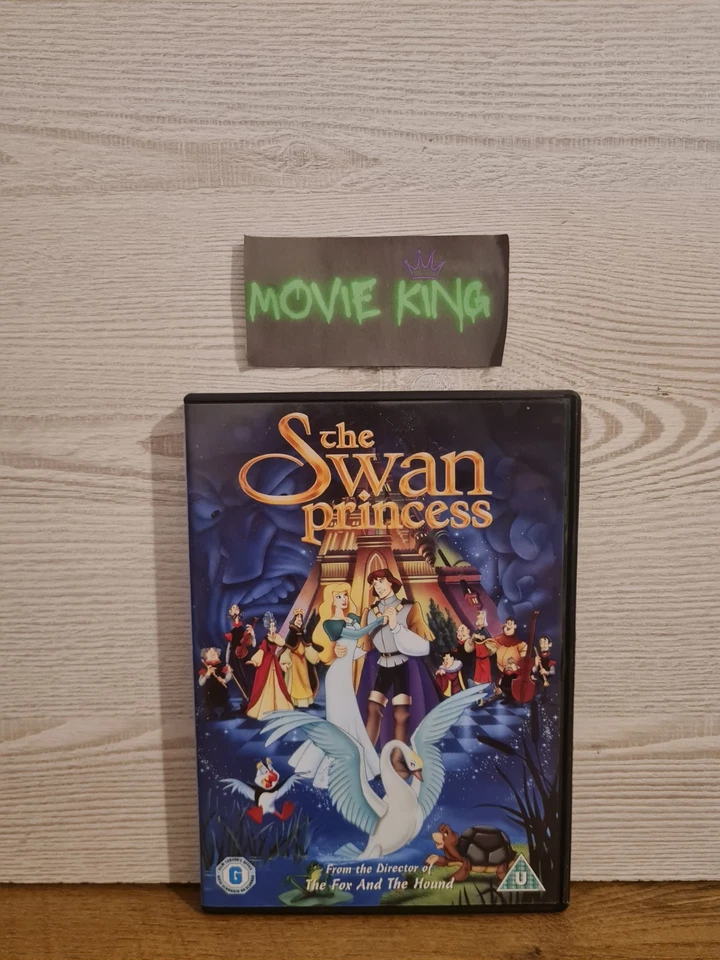 MOVIE KING
The
Swan
princess
From the Director of
The Fox And The Hound
G
U